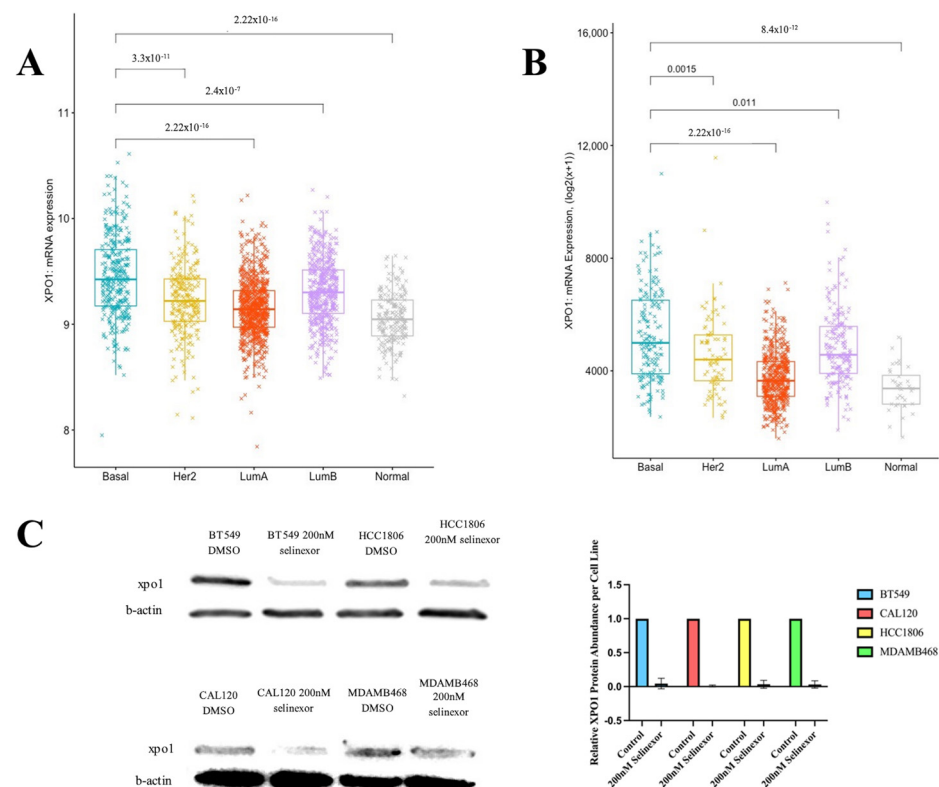 A
2.22x10-16
3.3x10-11
2.4x10-7
2.22x10-16
11
10
9
8
XPO1: mRNA expression
Basal Her2 LumA LumB Normal
B
16,000
8.4x10-12
0.0015
0.011
2.22x10-16
12,000
8000
4000
XPO1: mRNA Expression, (log2(x+1))
Basal Her2 LumA LumB Normal
C
BT549
DMSO
BT549 200nM
selinexor
HCC1806
DMSO
HCC1806
200nM selinexor
xpo1
b-actin
CAL120
DMSO
CAL120 200nM
selinexor
MDAMB468
DMSO
MDAMB468
200nM
selinexor
xpo1
b-actin
Relative XPO1 Protein Abundance per Cell Line
1.5
1.0
0.5
0.0
-0.5
Control
200nM Selinexor
Control
200nM Selinexor
Control
200nM Selinexor
Control
200nM Selinexor
BT549
CAL120
HCC1806
MDAMB468